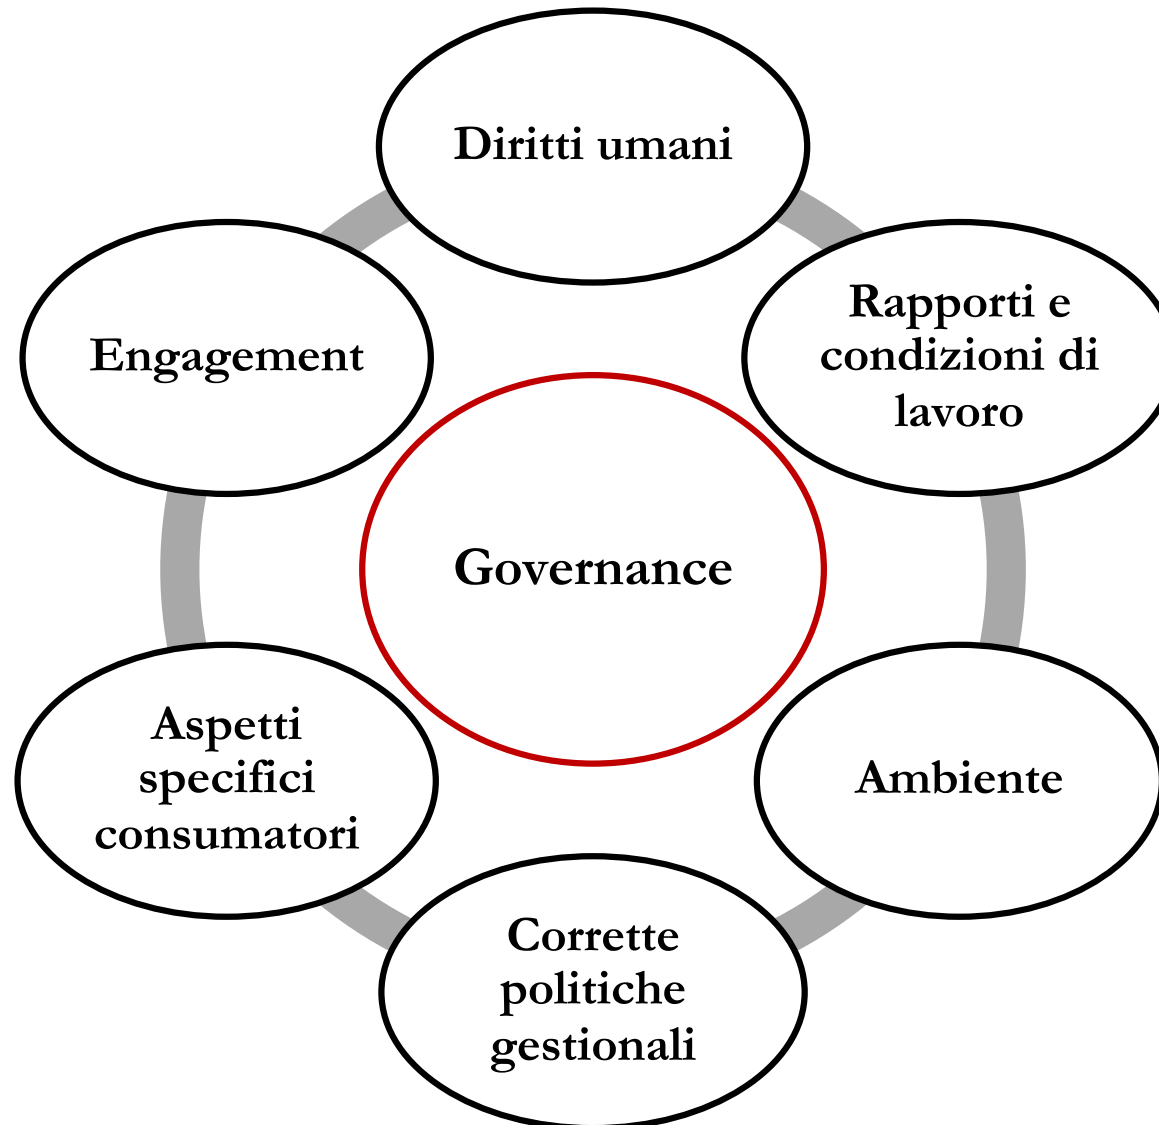 Diritti umani
Rapporti e
condizioni di
lavoro
Engagement
Governance
Aspetti
specifici
consumatori
Ambiente
Corrette
politiche
gestionali